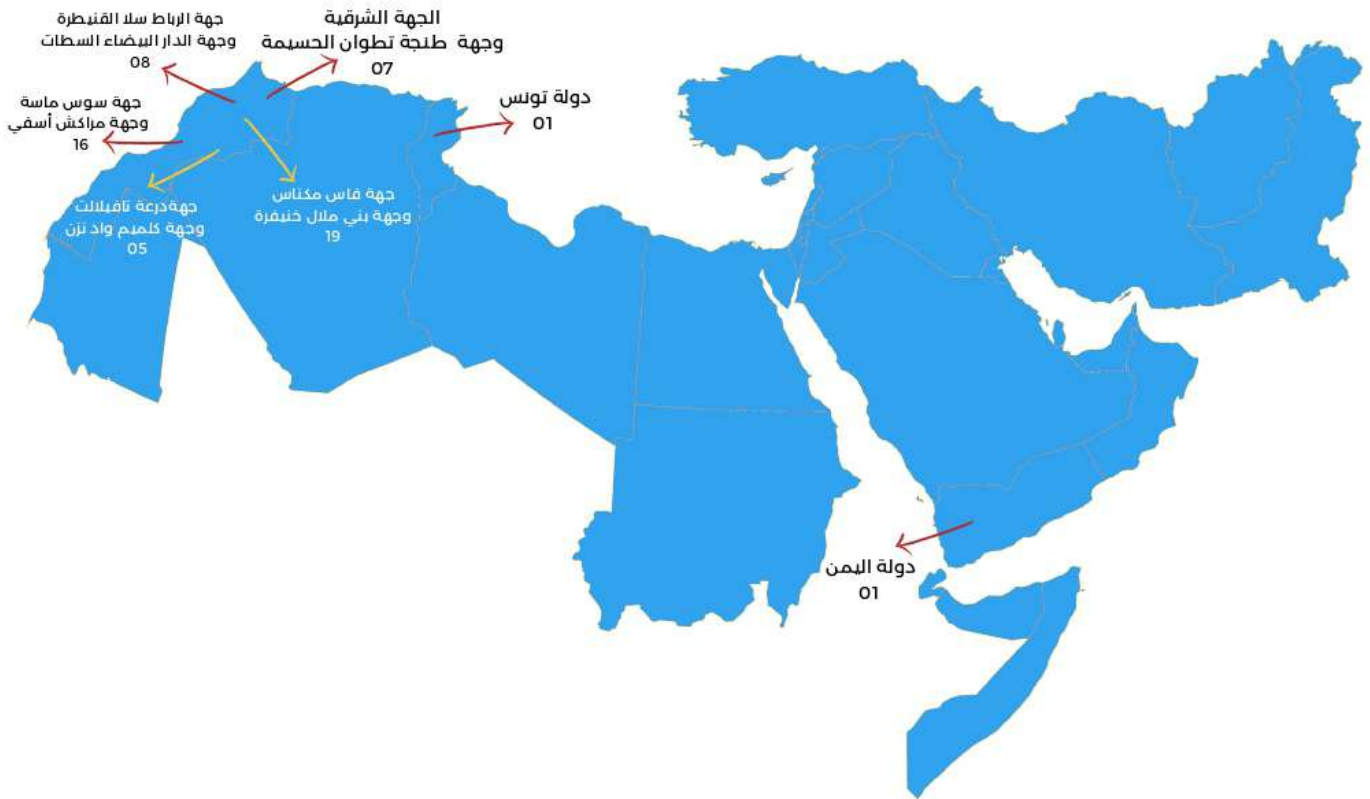 جهة الرباط سلا القنيطرة
وجهة الدار البيضاء السطات
08
الجهة الشرقية
وجهة طنجة تطوان الحسيمة
07
دولة تونس
01
جهة سوس ماسة
وجهة مراكش أسفي
16
جهة فاس مكناس
وجهة بني ملال خنيفرة
19
جهةدرعة تافيلالت
وجهة كلميم واد نزن
05
دولة اليمن
01